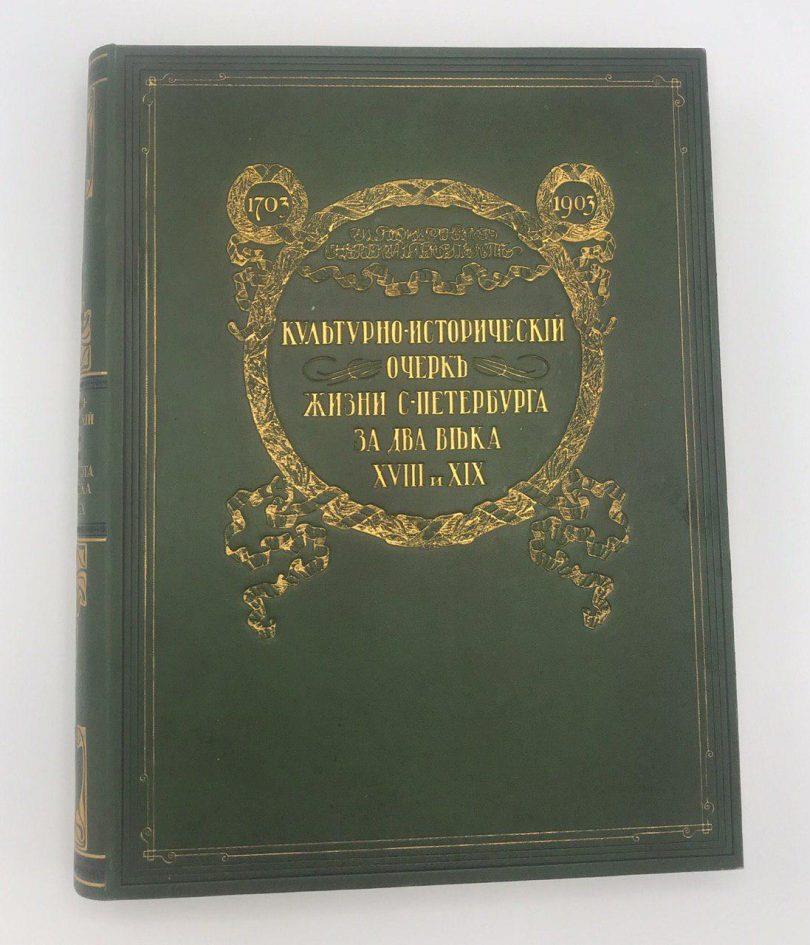 1703
1903
КУЛЬТУРНО-ИСТОРИЧЕСКІЙ
ОЧЕРКЪ
ЖИЗНИ С-ПЕТЕРБУРГА
ЗА ДВА ВѢКА
XVIII и XIX